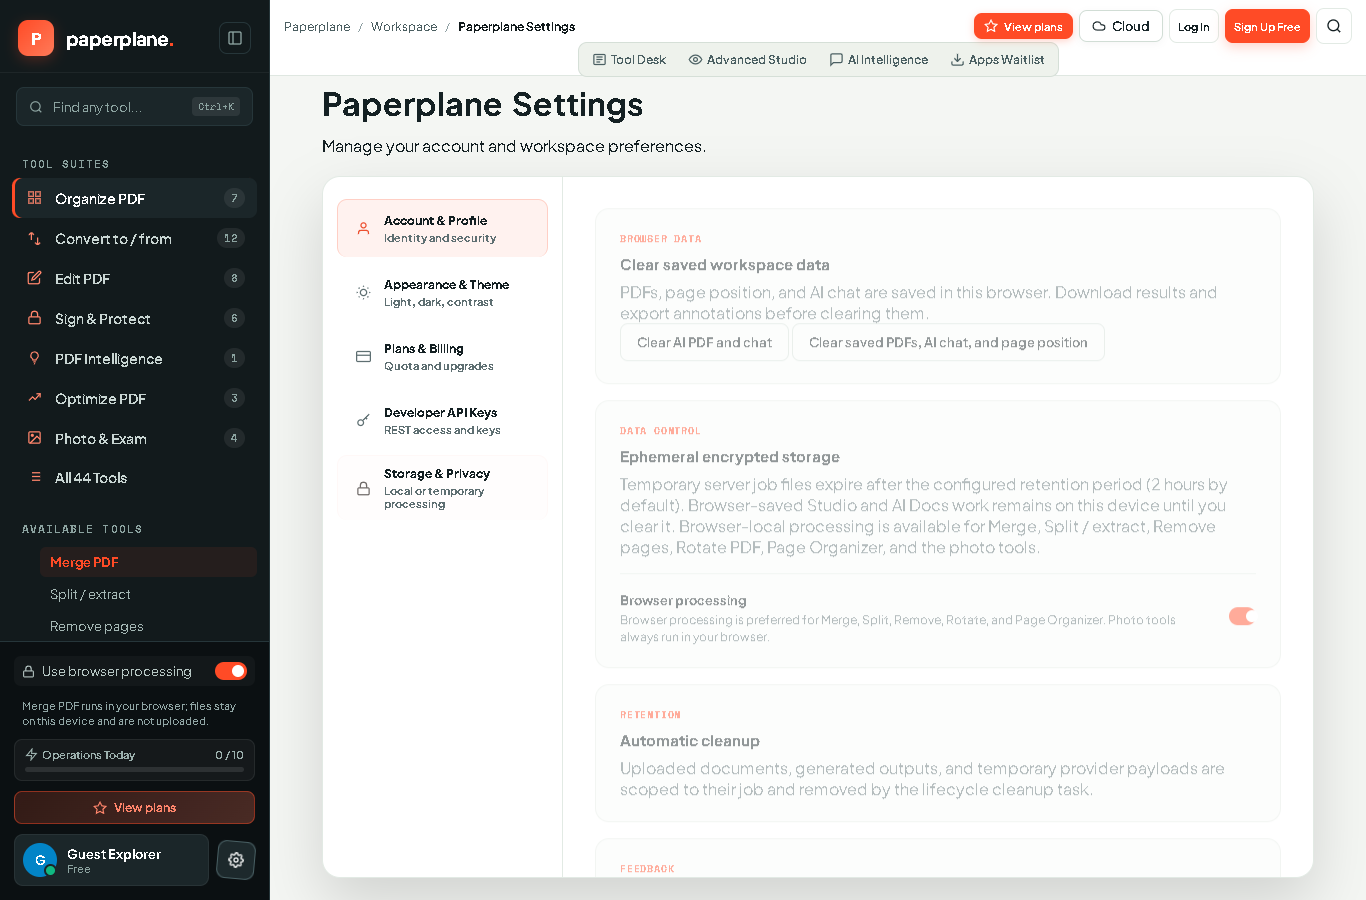 P paperplane.
Find any tool... Ctrl+K
TOOL SUITES
Organize PDF 7
Convert to / from 12
Edit PDF 8
Sign & Protect 6
PDF Intelligence 1
Optimize PDF 3
Photo & Exam 4
All 44 Tools
AVAILABLE TOOLS
Merge PDF
Split / extract
Remove pages
Use browser processing
Merge PDF runs in your browser; files stay
on this device and are not uploaded.
Operations Today 0 / 10
View plans
G Guest Explorer
Free
Paperplane / Workspace / Paperplane Settings
View plans
Cloud
Log In
Sign Up Free
Tool Desk
Advanced Studio
AI Intelligence
Apps Waitlist
Paperplane Settings
Manage your account and workspace preferences.
Account & Profile
Identity and security
Appearance & Theme
Light, dark, contrast
Plans & Billing
Quota and upgrades
Developer API Keys
REST access and keys
Storage & Privacy
Local or temporary
processing
BROWSER DATA
Clear saved workspace data
PDFs, page position, and AI chat are saved in this browser. Download results and
export annotations before clearing them.
Clear AI PDF and chat
Clear saved PDFs, AI chat, and page position
DATA CONTROL
Ephemeral encrypted storage
Temporary server job files expire after the configured retention period (2 hours by
default). Browser-saved Studio and AI Docs work remains on this device until you
clear it. Browser-local processing is available for Merge, Split / extract, Remove
pages, Rotate PDF, Page Organizer, and the photo tools.
Browser processing
Browser processing is preferred for Merge, Split, Remove, Rotate, and Page Organizer. Photo tools
always run in your browser.
RETENTION
Automatic cleanup
Uploaded documents, generated outputs, and temporary provider payloads are
scoped to their job and removed by the lifecycle cleanup task.
FEEDBACK